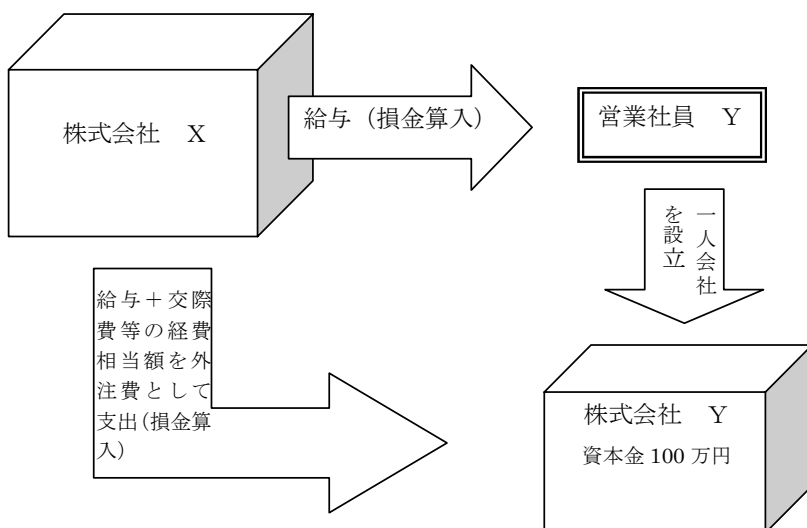 株式会社　X
給与（損金算入）
営業社員　Y
一人会社
を設立
給与＋交際
費等の経費
相当額を外
注費として
支出(損金算
入)
株式会社　Y
資本金 100 万円